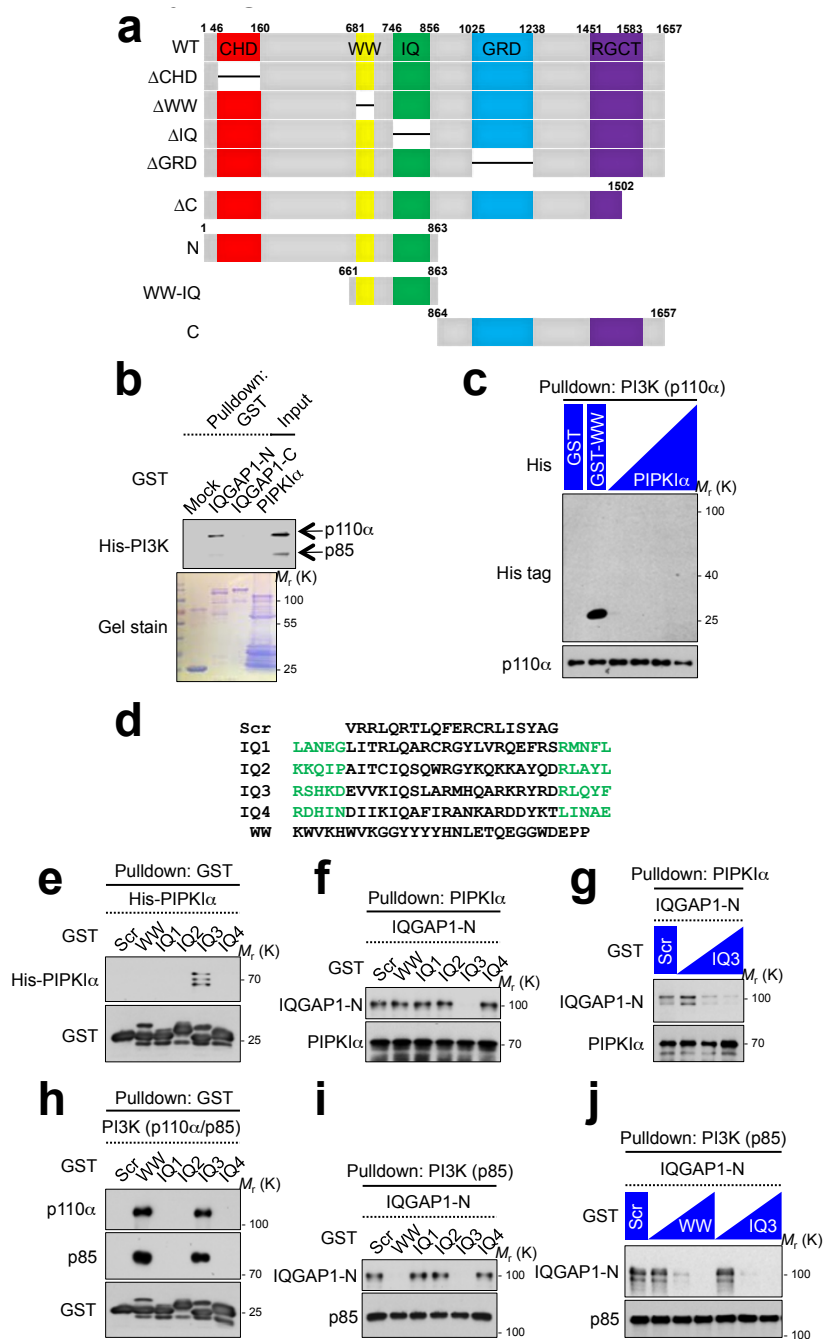 a
1 46 160 681 746 856 1025 1238 1451 1583 1657
WT CHD WW IQ GRD RGCT
ΔCHD
ΔWW
ΔIQ
ΔGRD
1502
ΔC
1 863
N
661 863
WW-IQ
864 1657
C
b
Pulldown: GST
Input
GST
Mock
IQGAP1-N
IQGAP1-C
PIPKIα
His-PI3K
p110α
p85
Mr (K)
Gel stain
100
55
25
c
Pulldown: PI3K (p110α)
His
GST
GST-WW
PIPKIα
Mr (K)
His tag
100
40
25
p110α
d
Scr VRRLQRTLQFERCRLISYAG
IQ1 LANEGLITRLQARCRGYLVRQEFRSRMNFL
IQ2 KKQIPAITCIQSQWRGYKQKKAYQDRLAYL
IQ3 RSHKDEVVKIQSLARMHQARKRYRDRLQYF
IQ4 RDHINDIIKIQAFIRANKARDDYKTLINAE
WW KWVKHWVKGGYYYYHNLETQEGGWDEPP
e
Pulldown: GST
His-PIPKIα
GST
Scr
WW
IQ1
IQ2
IQ3
IQ4
Mr (K)
His-PIPKIα
70
GST
25
f
Pulldown: PIPKIα
IQGAP1-N
GST
Scr
WW
IQ1
IQ2
IQ3
IQ4
Mr (K)
IQGAP1-N
100
PIPKIα
70
g
Pulldown: PIPKIα
IQGAP1-N
GST
Scr
IQ3
Mr (K)
IQGAP1-N
100
PIPKIα
70
h
Pulldown: GST
PI3K (p110α/p85)
GST
Scr
WW
IQ1
IQ2
IQ3
IQ4
Mr (K)
p110α
100
p85
70
GST
25
i
Pulldown: PI3K (p85)
IQGAP1-N
GST
Scr
WW
IQ1
IQ2
IQ3
IQ4
Mr (K)
IQGAP1-N
100
p85
100
j
Pulldown: PI3K (p85)
IQGAP1-N
GST
Scr
WW
IQ3
Mr (K)
IQGAP1-N
100
p85
100